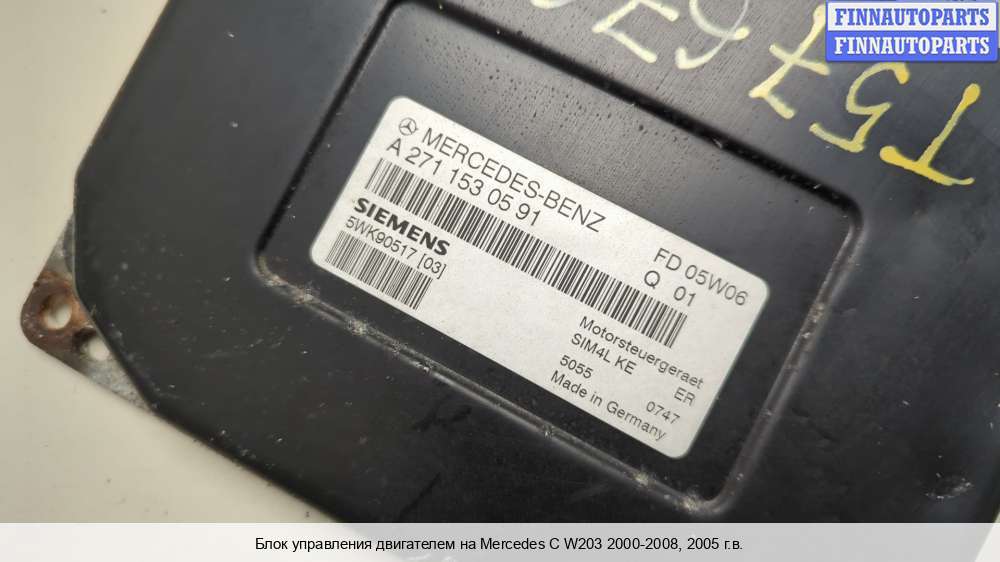 FINNAUTOPARTS
FINNAUTOPARTS
MERCEDES-BENZ
A 271 153 05 91
FD 05W06
Q 01
SIEMENS
5WK90517 [03]
Motorsteuergeraet
SIM4L KE ER
5055 0747
Made in Germany
Блок управления двигателем на Mercedes C W203 2000-2008, 2005 г.в.